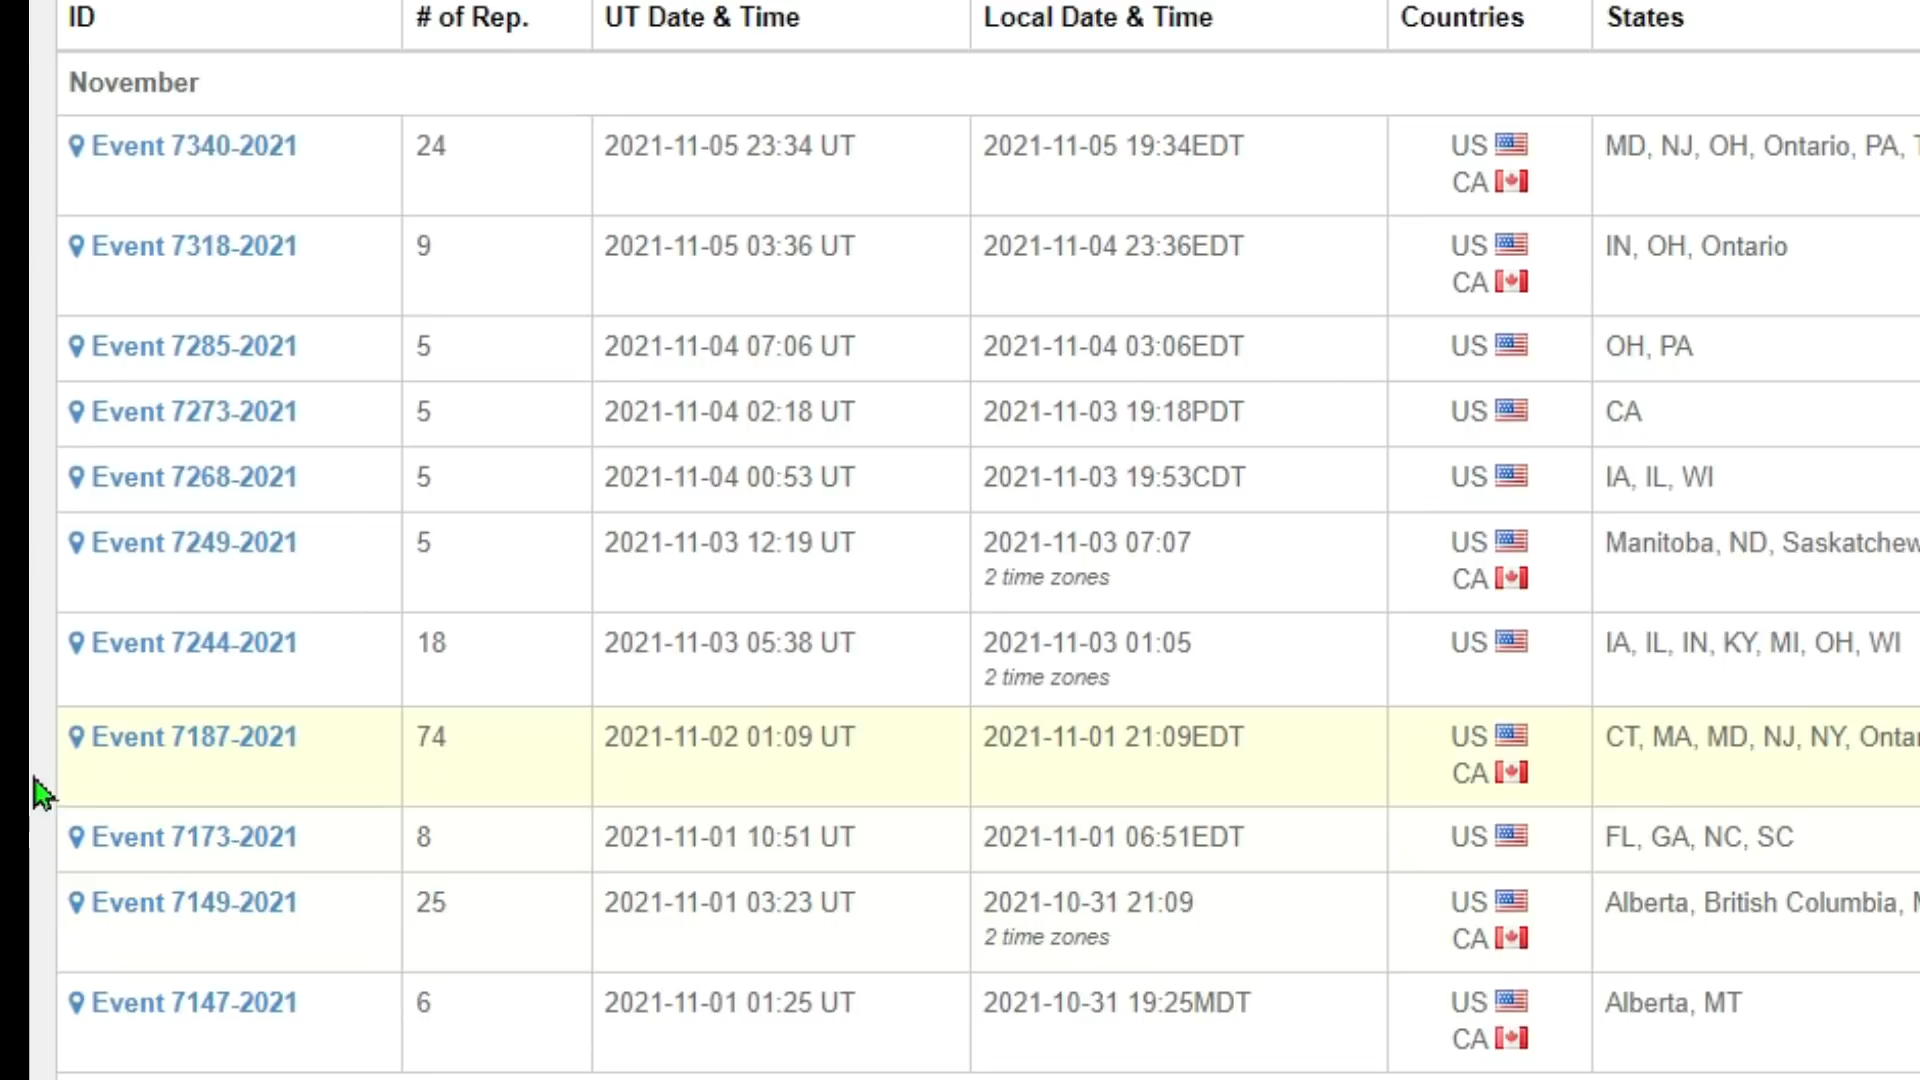 ID # of Rep. UT Date & Time Local Date & Time Countries States
November
Event 7340-2021 24 2021-11-05 23:34 UT 2021-11-05 19:34EDT US MD, NJ, OH, Ontario, PA,
CA
Event 7318-2021 9 2021-11-05 03:36 UT 2021-11-04 23:36EDT US IN, OH, Ontario
CA
Event 7285-2021 5 2021-11-04 07:06 UT 2021-11-04 03:06EDT US OH, PA
Event 7273-2021 5 2021-11-04 02:18 UT 2021-11-03 19:18PDT US CA
Event 7268-2021 5 2021-11-04 00:53 UT 2021-11-03 19:53CDT US IA, IL, WI
Event 7249-2021 5 2021-11-03 12:19 UT 2021-11-03 07:07 US Manitoba, ND, Saskatchew
2 time zones CA
Event 7244-2021 18 2021-11-03 05:38 UT 2021-11-03 01:05 US IA, IL, IN, KY, MI, OH, WI
2 time zones
Event 7187-2021 74 2021-11-02 01:09 UT 2021-11-01 21:09EDT US CT, MA, MD, NJ, NY, Ontar
CA
Event 7173-2021 8 2021-11-01 10:51 UT 2021-11-01 06:51EDT US FL, GA, NC, SC
Event 7149-2021 25 2021-11-01 03:23 UT 2021-10-31 21:09 US Alberta, British Columbia,
2 time zones CA
Event 7147-2021 6 2021-11-01 01:25 UT 2021-10-31 19:25MDT US Alberta, MT
CA